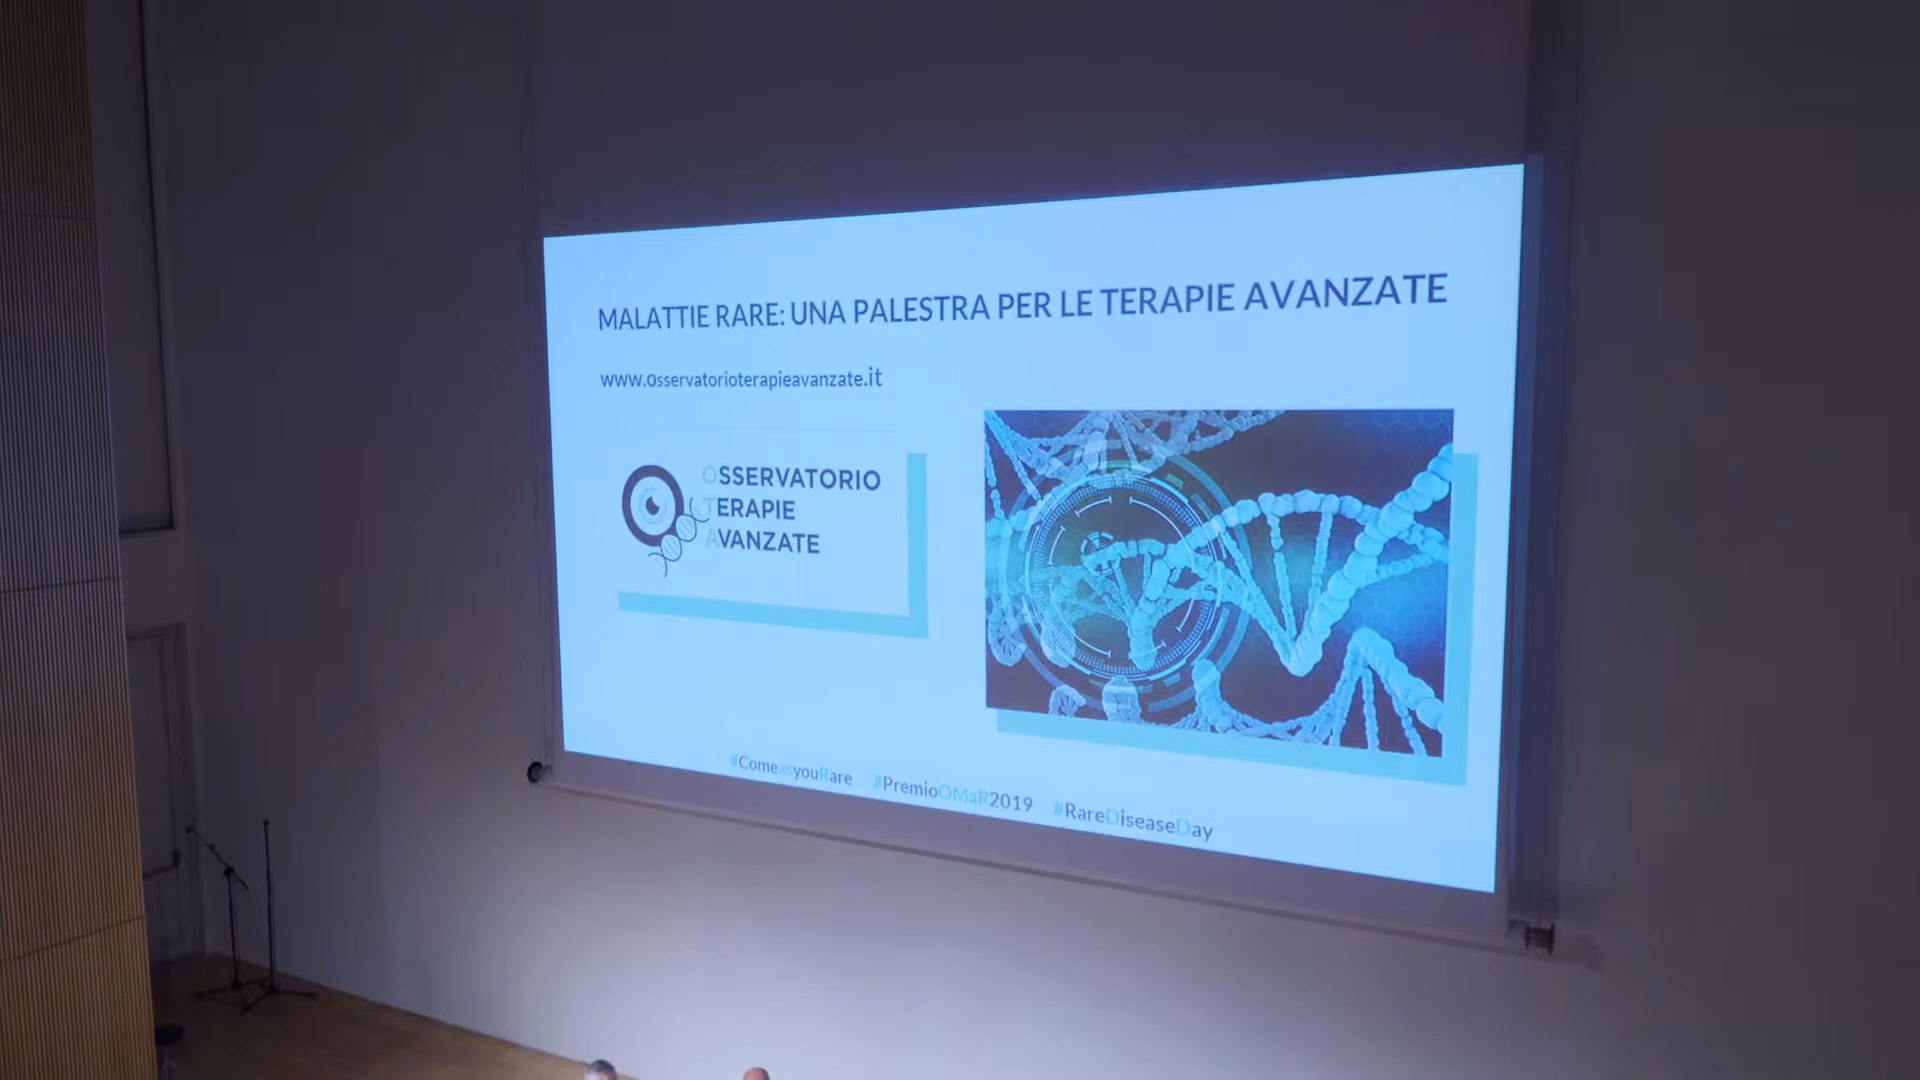 MALATTIE RARE: UNA PALESTRA PER LE TERAPIE AVANZATE
www.osservatorioterapieavanzate.it
OSSERVATORIO
TERAPIE
AVANZATE
#ComeasyouRare #PremioOMaR2019 #RareDiseaseDay